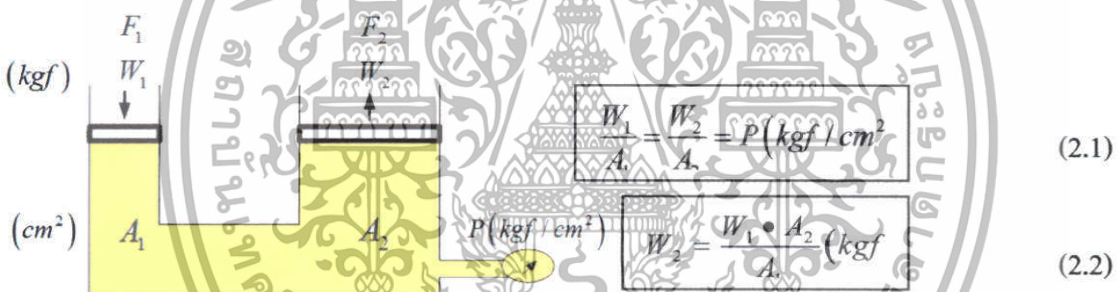 F₁ F₂
(kgf) W₁ W₂
W₁/A₁ = W₂/A₂ = P(kgf / cm² (2.1)
(cm²) A₁ A₂ P(kgf / cm²)
W₂ = W₁ • A₂/A₁ (kgf (2.2)